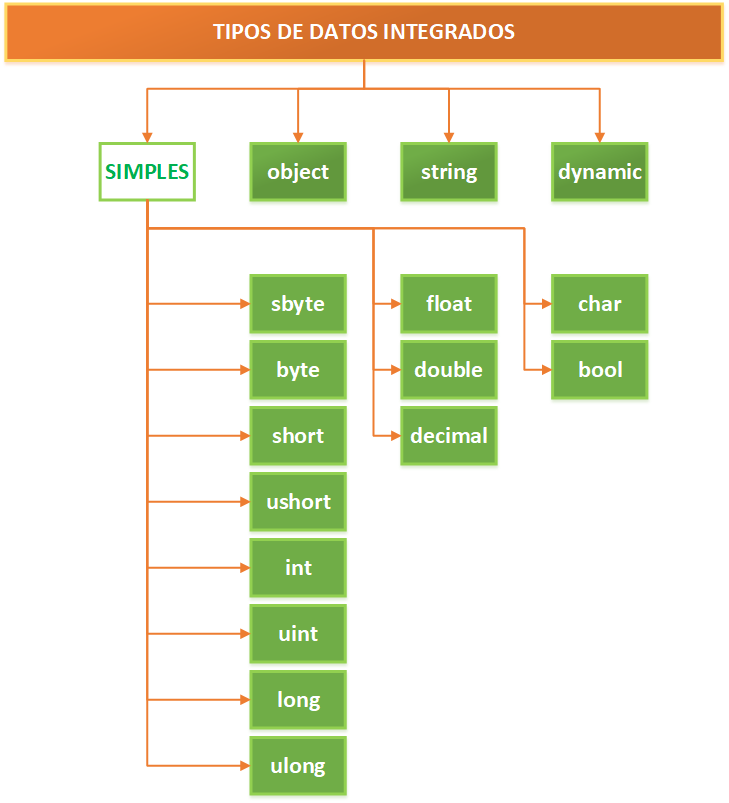 TIPOS DE DATOS INTEGRADOS
SIMPLES
object
string
dynamic
sbyte
float
char
byte
double
bool
short
decimal
ushort
int
uint
long
ulong